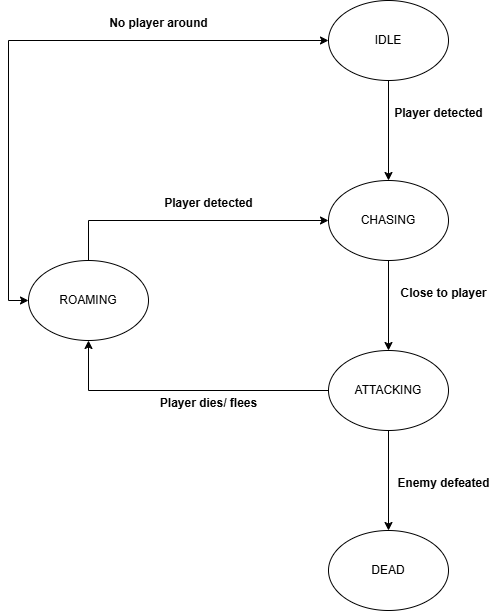 No player around
IDLE
Player detected
Player detected
CHASING
Close to player
ROAMING
ATTACKING
Player dies/ flees
Enemy defeated
DEAD